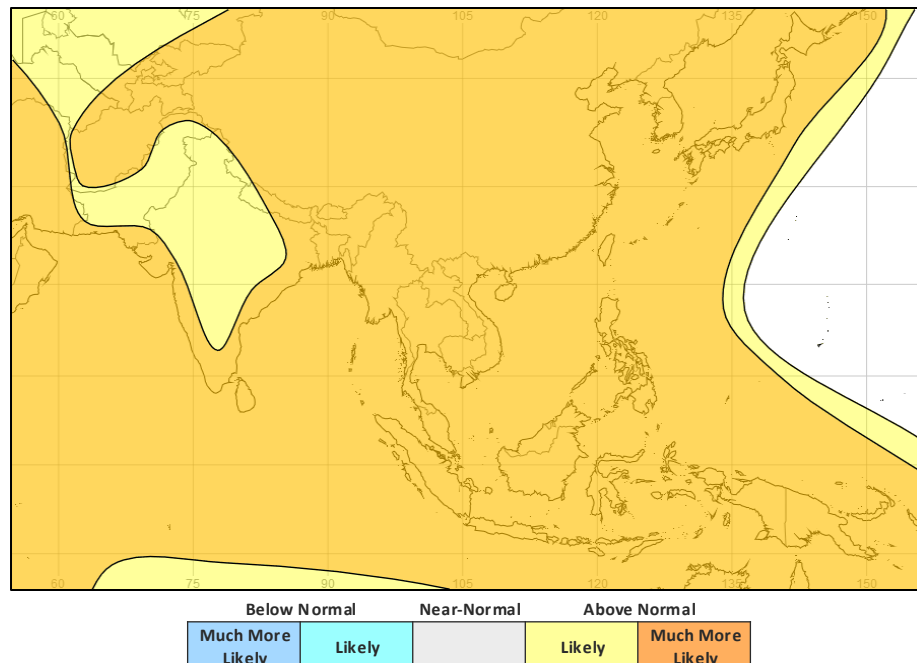 60 75 90 105 120 135 150
60 75 90 105 120 135 150
Below Normal Near-Normal Above Normal
Much More Likely Likely Much More
Likely Likely